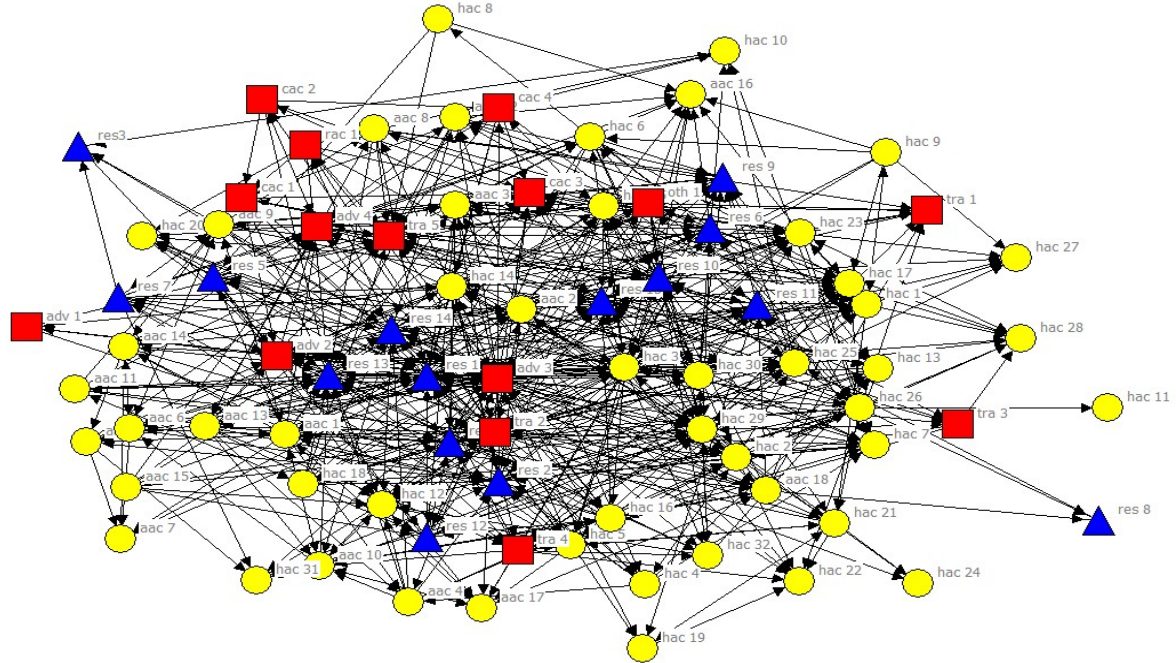 hac 8
hac 10
aac 16
cac 2
cac 4
aac 8
rac 1
hac 6
res3
hac 9
res 9
cac 1
aac 3
cac 3
oth 1
tra 1
hac 20
aac 9
adv 4
tra 5
res 6
hac 23
hac 27
res 5
res 7
hac 14
res 10
hac 17
aac 2
res 11
hac 1
adv 1
res 14
hac 28
aac 14
adv 2
res 13
res 1
adv 3
hac 3
hac 30
hac 25
hac 13
aac 11
hac 26
hac 11
aac 6
aac 13
aac 1
tra 2
hac 29
tra 3
hac 7
hac 2
aac 15
hac 18
res 2
aac 18
hac 12
hac 16
hac 21
res 8
aac 7
res 12
tra 4
hac 5
hac 32
aac 10
hac 31
hac 4
hac 22
hac 24
aac 4
aac 17
hac 19